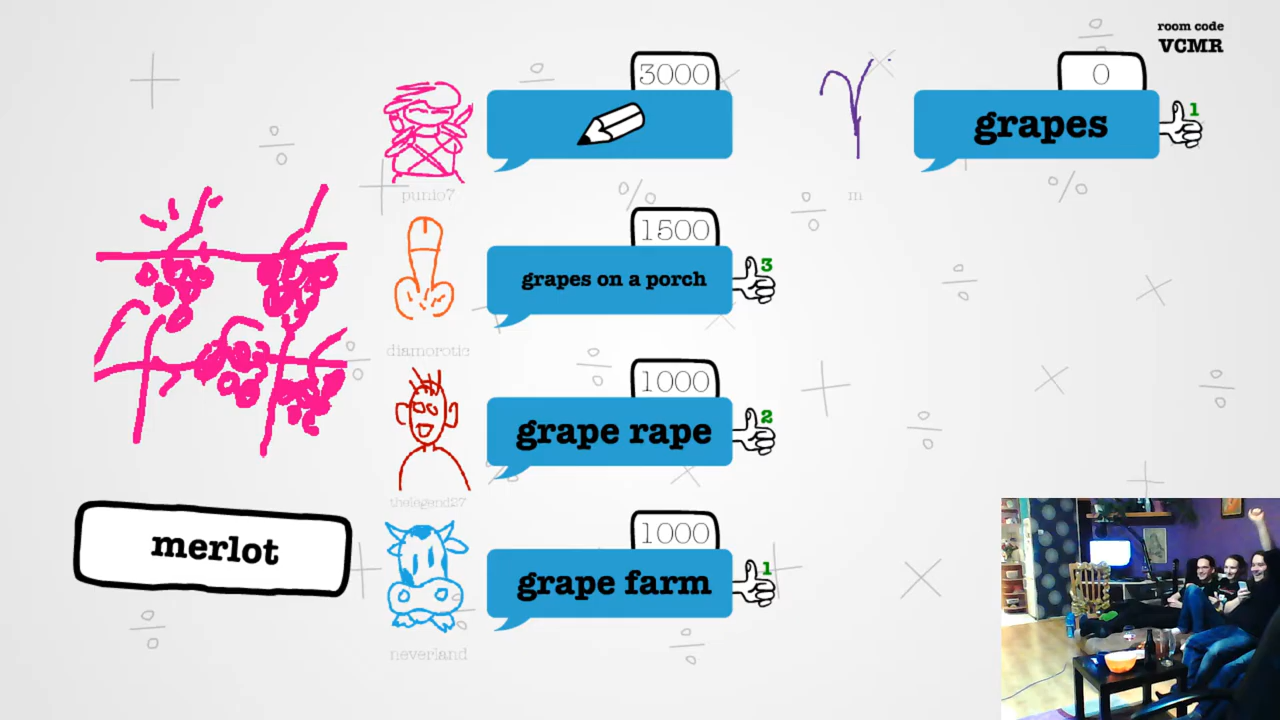 room code
VCMR
3000
punio7
0
grapes
1
m
1500
grapes on a porch
3
diamorotic
1000
grape rape
2
thelegend27
1000
grape farm
1
neverland
merlot